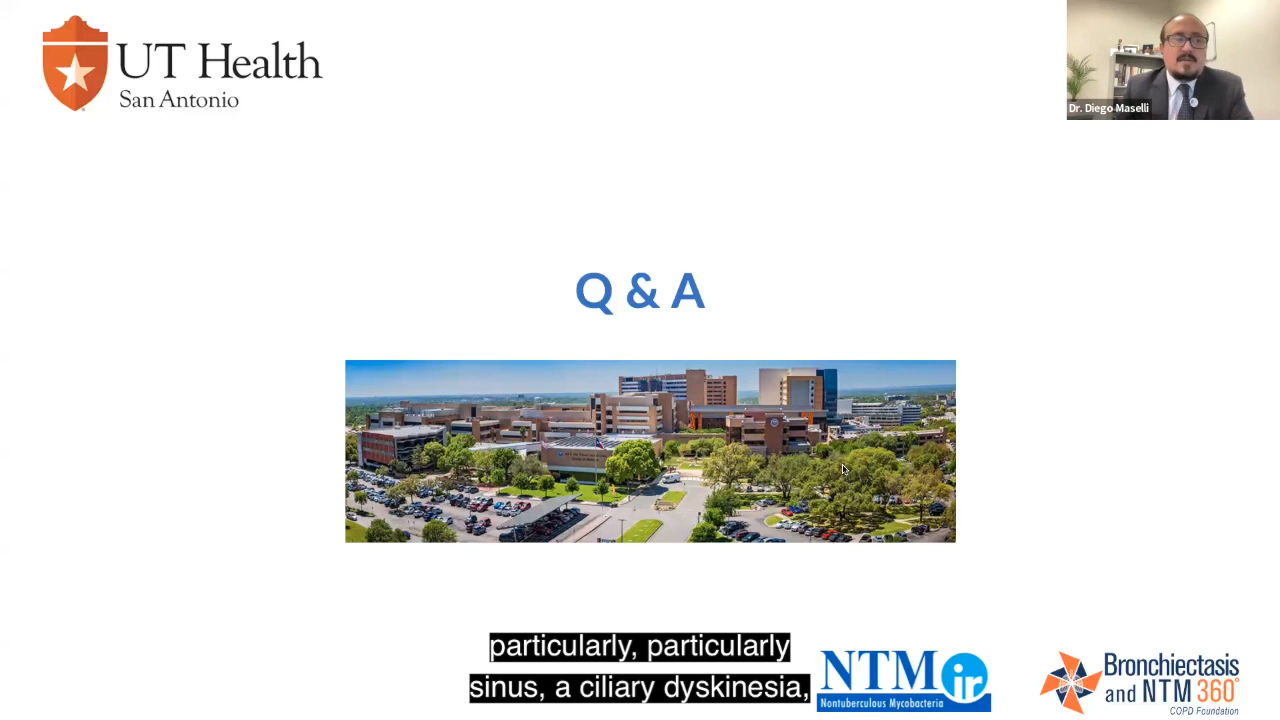 UT Health
San Antonio
Dr. Diego Maselli
Q & A
particularly, particularly
sinus, a ciliary dyskinesia,
NTMir
Nontuberculous Mycobacteria
Bronchiectasis
and NTM 360°
COPD Foundation